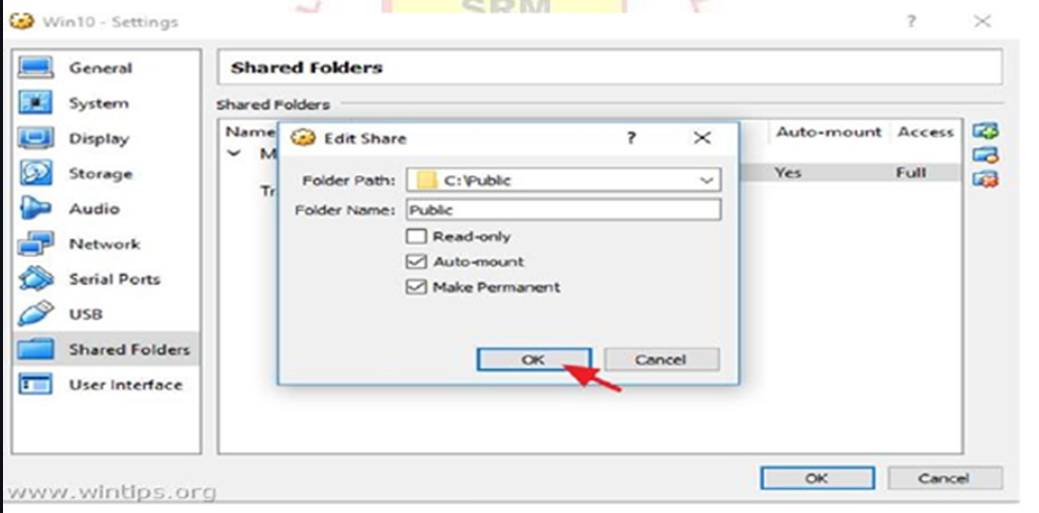 SRM
Win10 - Settings
?
General
System
Display
Storage
Audio
Network
Serial Ports
USB
Shared Folders
User Interface
Shared Folders
Shared Folders
Name
Auto-mount Access
M
Yes Full
Tr
Edit Share
?
Folder Path: C:\Public
Folder Name: Public
Read-only
Auto-mount
Make Permanent
OK Cancel
OK Cancel
www.wintips.org